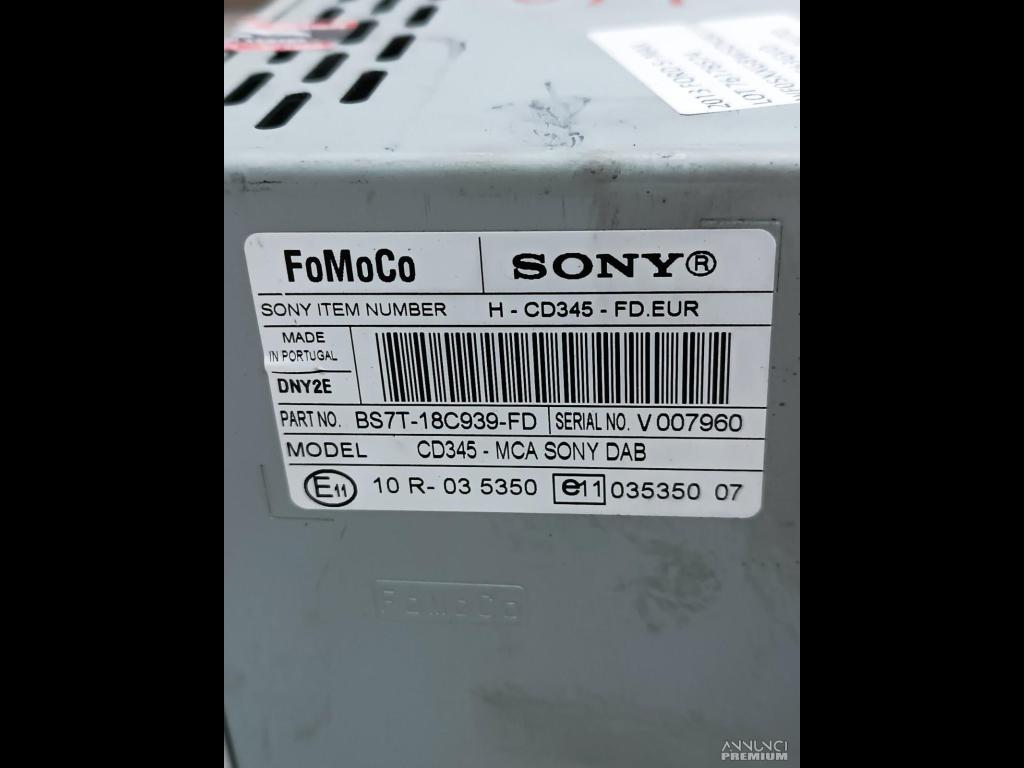 FoMoCo SONY®
SONY ITEM NUMBER H - CD345 - FD.EUR
MADE
IN PORTUGAL
DNY2E
PART NO. BS7T-18C939-FD SERIAL NO. V007960
MODEL CD345 - MCA SONY DAB
E11 10 R- 03 5350 e11 035350 07
FoMoCo
ANNUNCI
PREMIUM